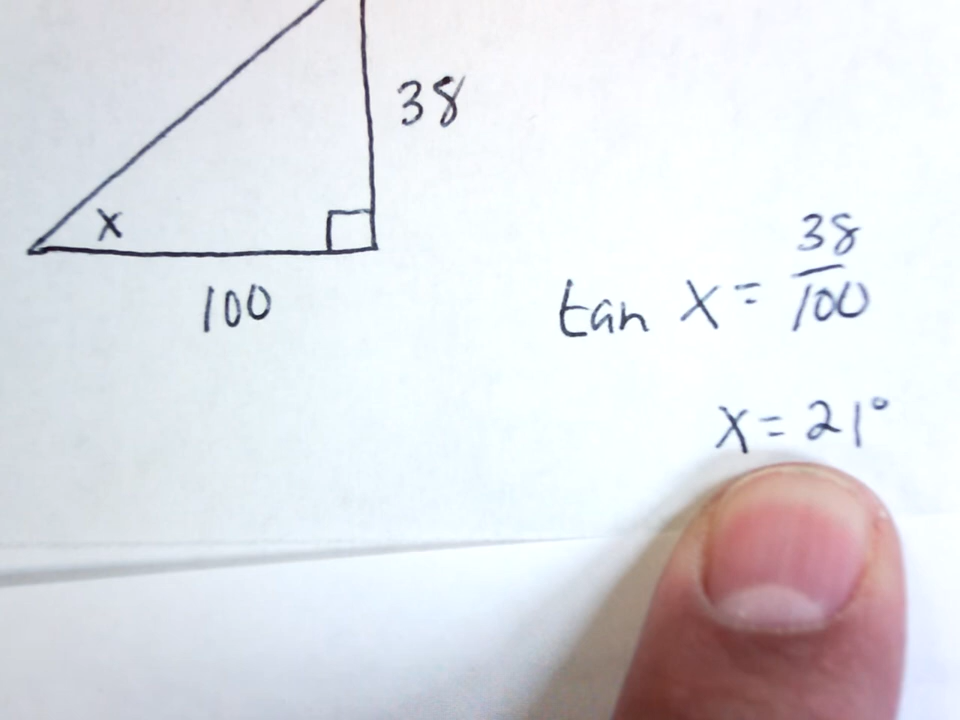 38
x
100
tan x = 38/100
x = 21°